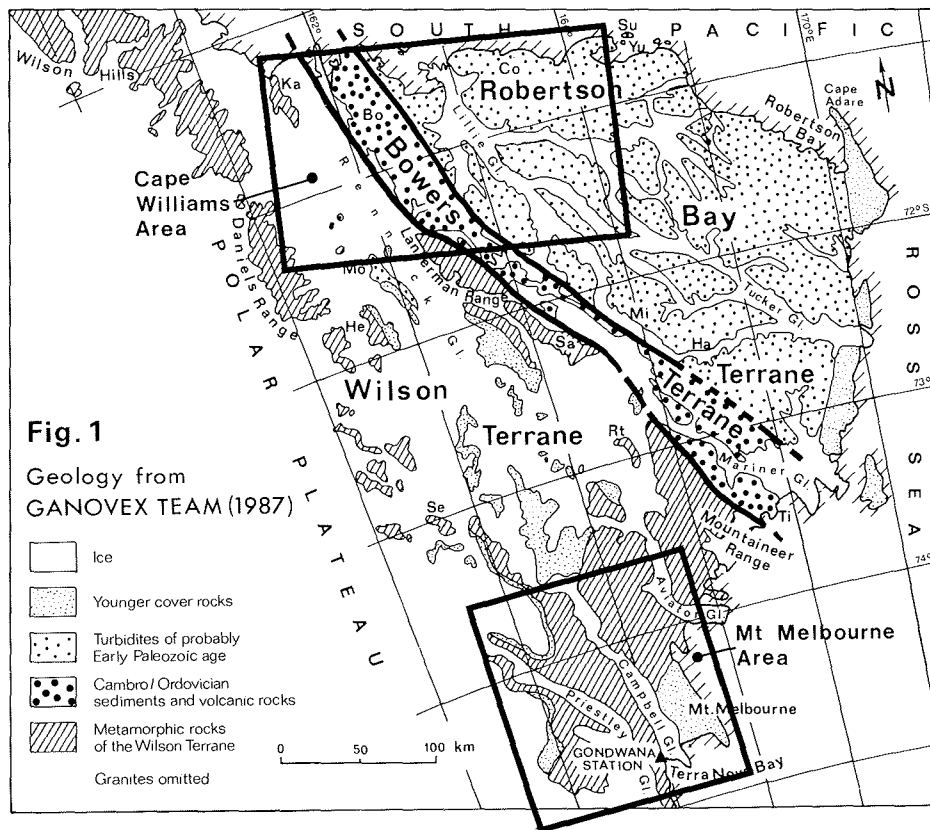 162°
SOUTH PACIFIC
Su
Yu
170°E
Wilson
Hills
Ka
Co
Robertson
Cape
Adare
N
Robertson
Bay
Bo
Bowers
Lillie Gl.
Cape
Williams
Area
Rennick Gl.
Bay
72°S
ROSS SEA
Daniels Range
POLAR PLATEAU
Mo
Lanterman Range
Tucker Gl.
Mi
He
Sa
Ha
Wilson
Terrane
Terrane
73°
Fig. 1
Terrane
Rt
Mariner Gl.
Geology from
GANOVEX TEAM (1987)
Se
Ti
Mountaineer
Range
74°
Ice
Younger cover rocks
Aviator Gl.
Turbidites of probably
Early Paleozoic age
Mt Melbourne
Area
Cambro/Ordovician
sediments and volcanic rocks
Campbell Gl.
Priestley Gl.
Mt. Melbourne
Metamorphic rocks
of the Wilson Terrane
0 50 100 km
GONDWANA
STATION
Terra Nova Bay
Granites omitted